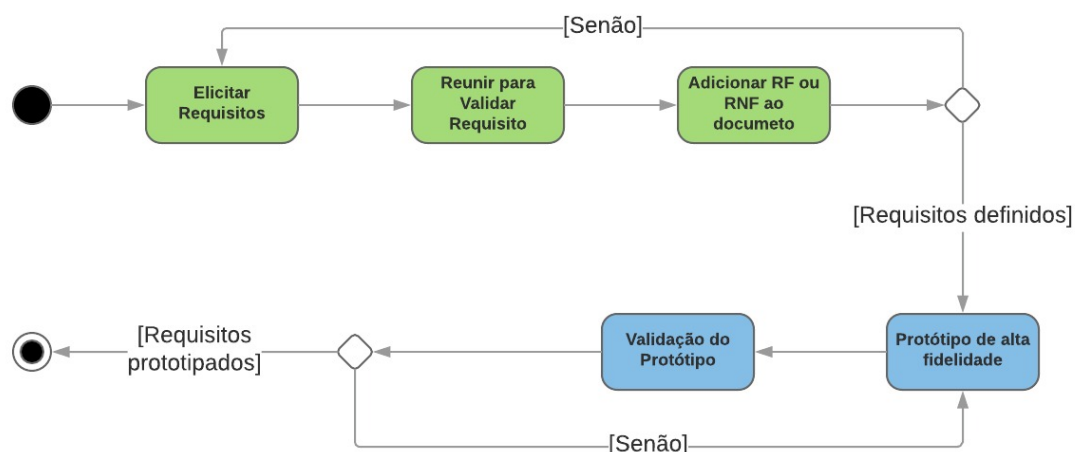 [Senão]
Elicitar
Requisitos
Reunir para
Validar
Requisito
Adicionar RF ou
RNF ao
documeto
[Requisitos definidos]
[Requisitos
prototipados]
Validação do
Protótipo
Protótipo de alta
fidelidade
[Senão]